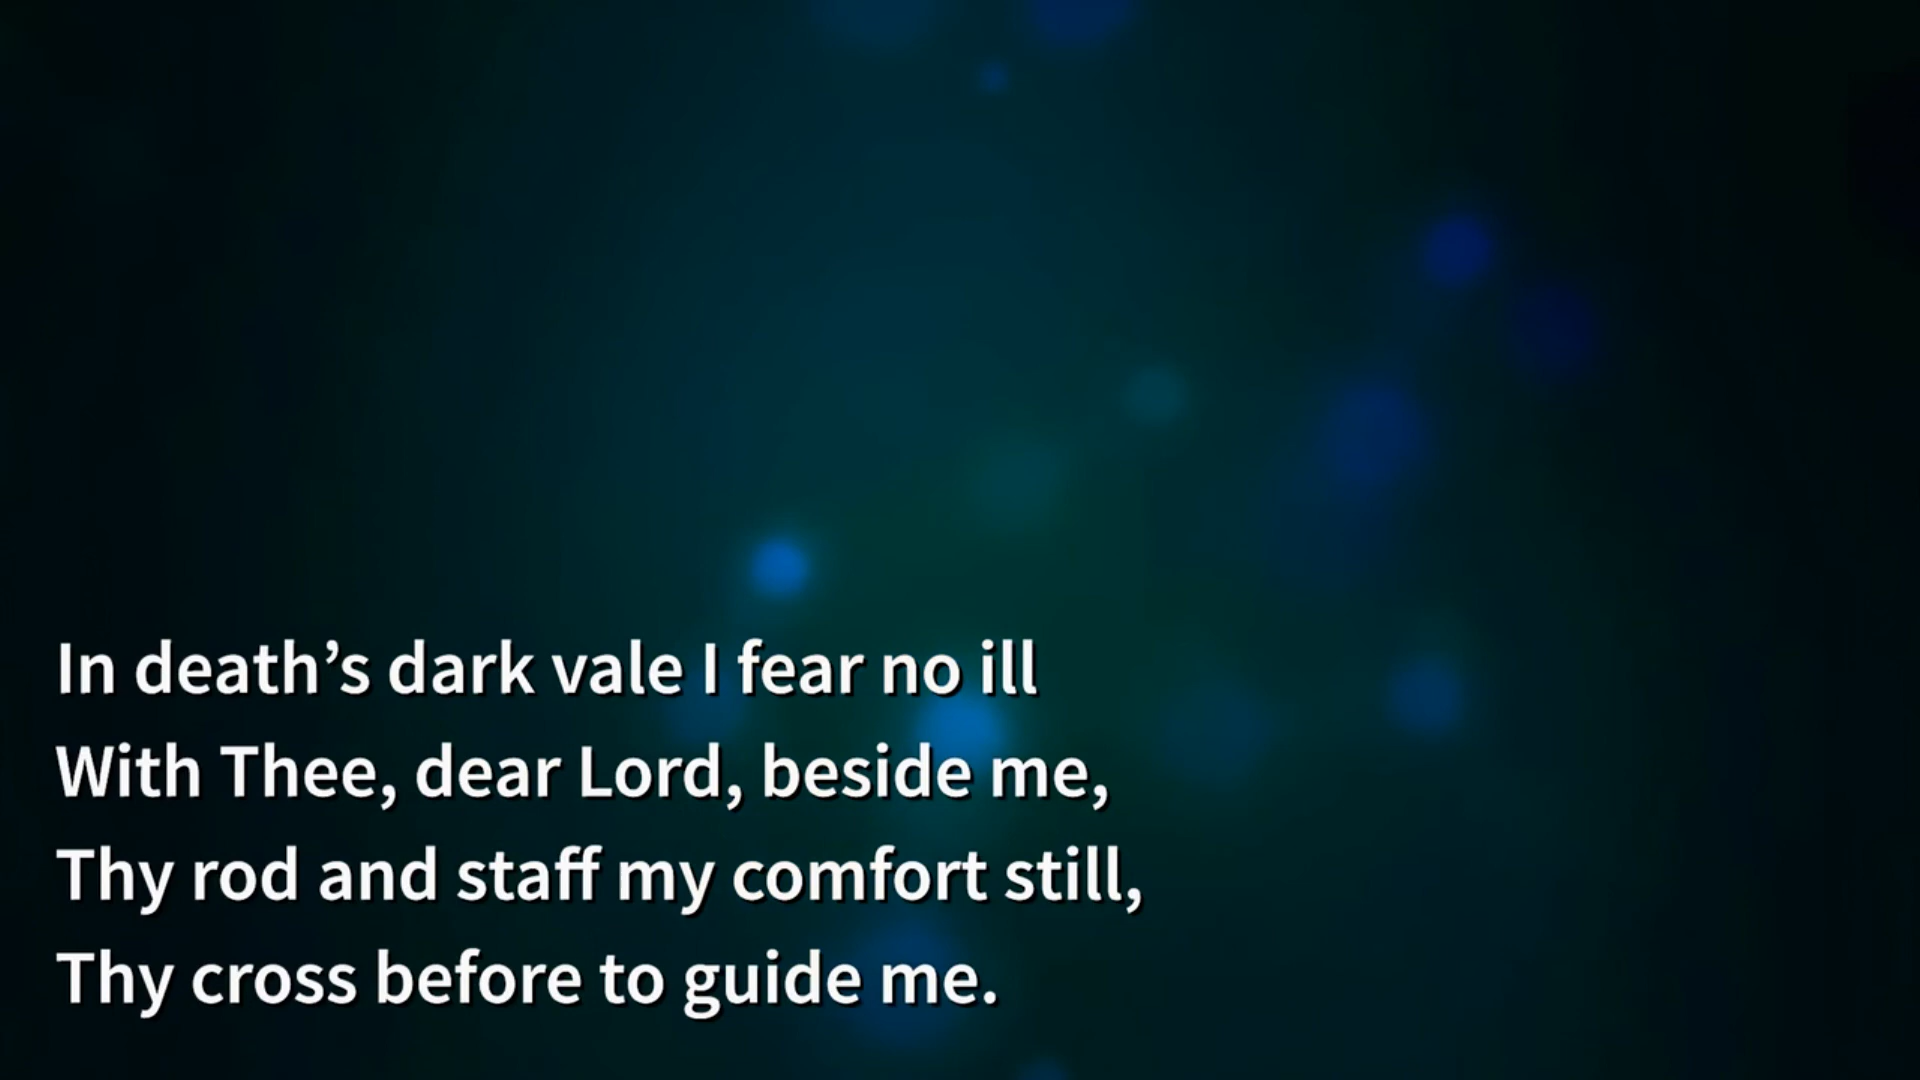 In death’s dark vale I fear no ill
With Thee, dear Lord, beside me,
Thy rod and staff my comfort still,
Thy cross before to guide me.